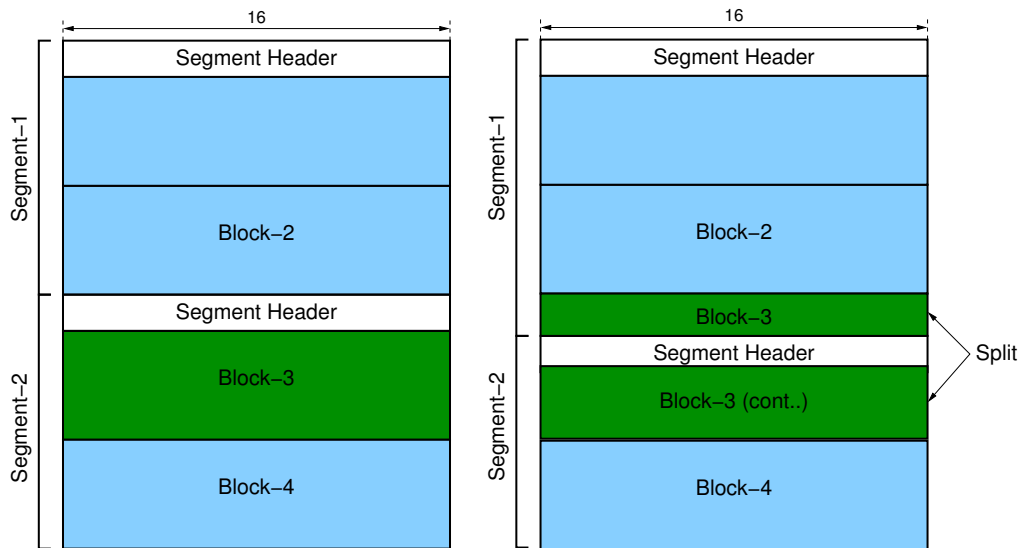 16
Segment Header
Segment−1
Block−2
Segment Header
Segment−2
Block−3
Block−4
16
Segment Header
Segment−1
Block−2
Block−3
Segment Header
Split
Segment−2
Block−3 (cont..)
Block−4